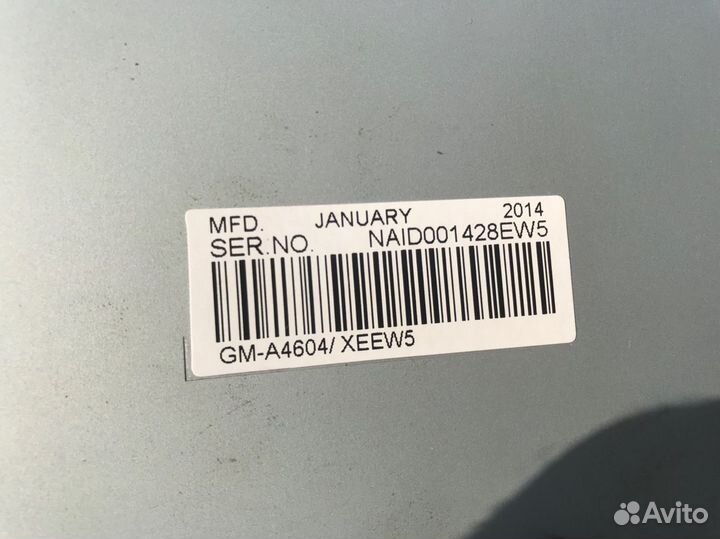 MFD. JANUARY 2014
SER.NO. NAID001428EW5
GM-A4604/ XEEW5
Avito